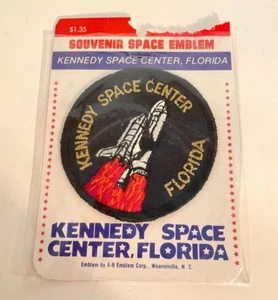 $1.35
SOUVENIR SPACE EMBLEM
KENNEDY SPACE CENTER, FLORIDA
KENNEDY SPACE CENTER
FLORIDA
KENNEDY SPACE
CENTER, FLORIDA
Emblem by A-B Emblem Corp., Weaverville, N. C.